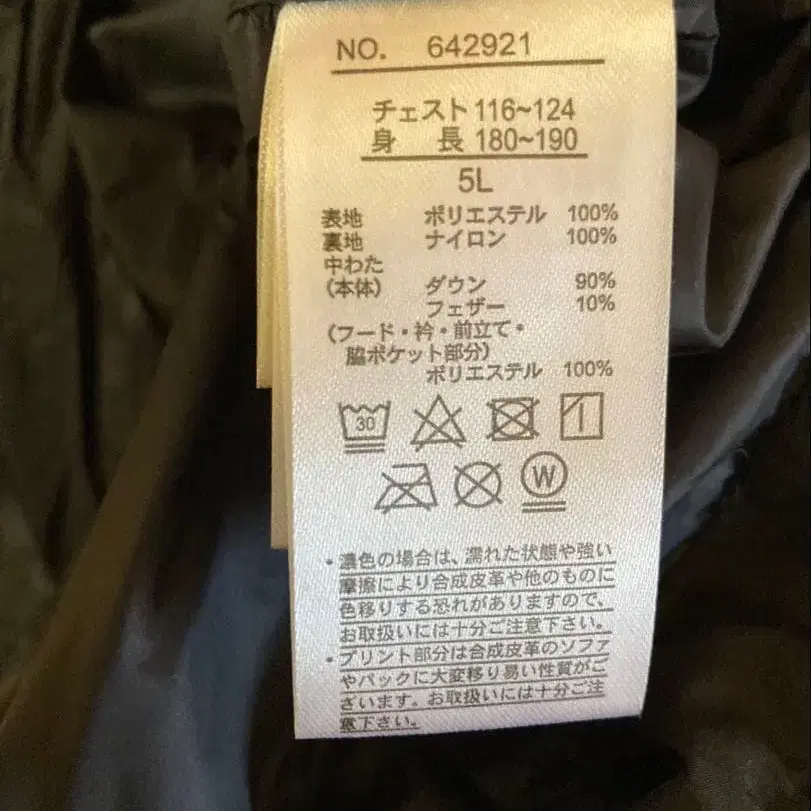 NO. 642921
チェスト 116~124
身 長 180~190
5L
表地 ポリエステル 100%
裏地 ナイロン 100%
中わた
(本体) ダウン 90%
フェザー 10%
(フード・衿・前立て・
脇ポケット部分)
ポリエステル 100%
30
W
・濃色の場合は、濡れた状態や強い
摩擦により合成皮革や他のものに
色移りする恐れがありますので、
お取扱いには十分ご注意下さい。
・プリント部分は合成皮革のソファ
やバックに大変移り易い性質がご
ざいます。お取扱いには十分ご注
意下さい。